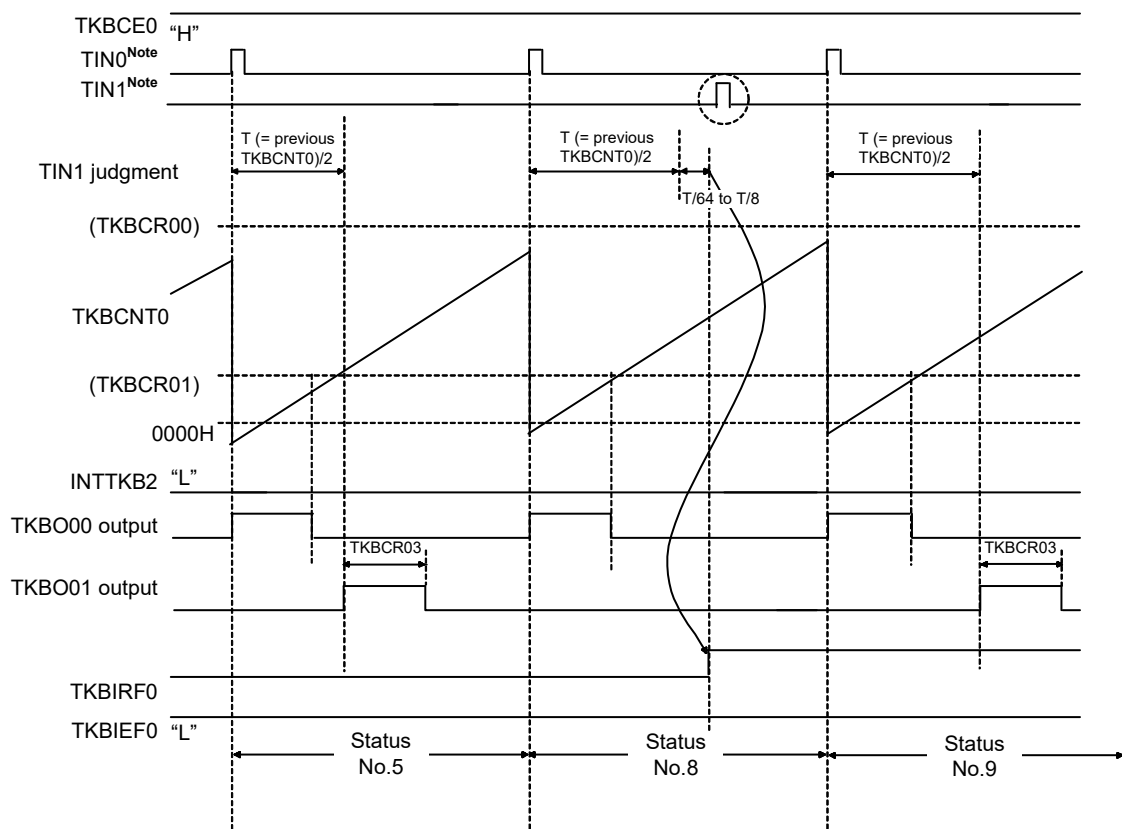 TKBCE0 “H”
TIN0Note
TIN1Note
T (= previous
TKBCNT0)/2
T (= previous
TKBCNT0)/2
T (= previous
TKBCNT0)/2
TIN1 judgment
T/64 to T/8
(TKBCR00)
TKBCNT0
(TKBCR01)
0000H
INTTKB2 “L”
TKBO00 output
TKBCR03
TKBCR03
TKBO01 output
TKBIRF0
TKBIEF0 “L”
Status
No.5
Status
No.8
Status
No.9